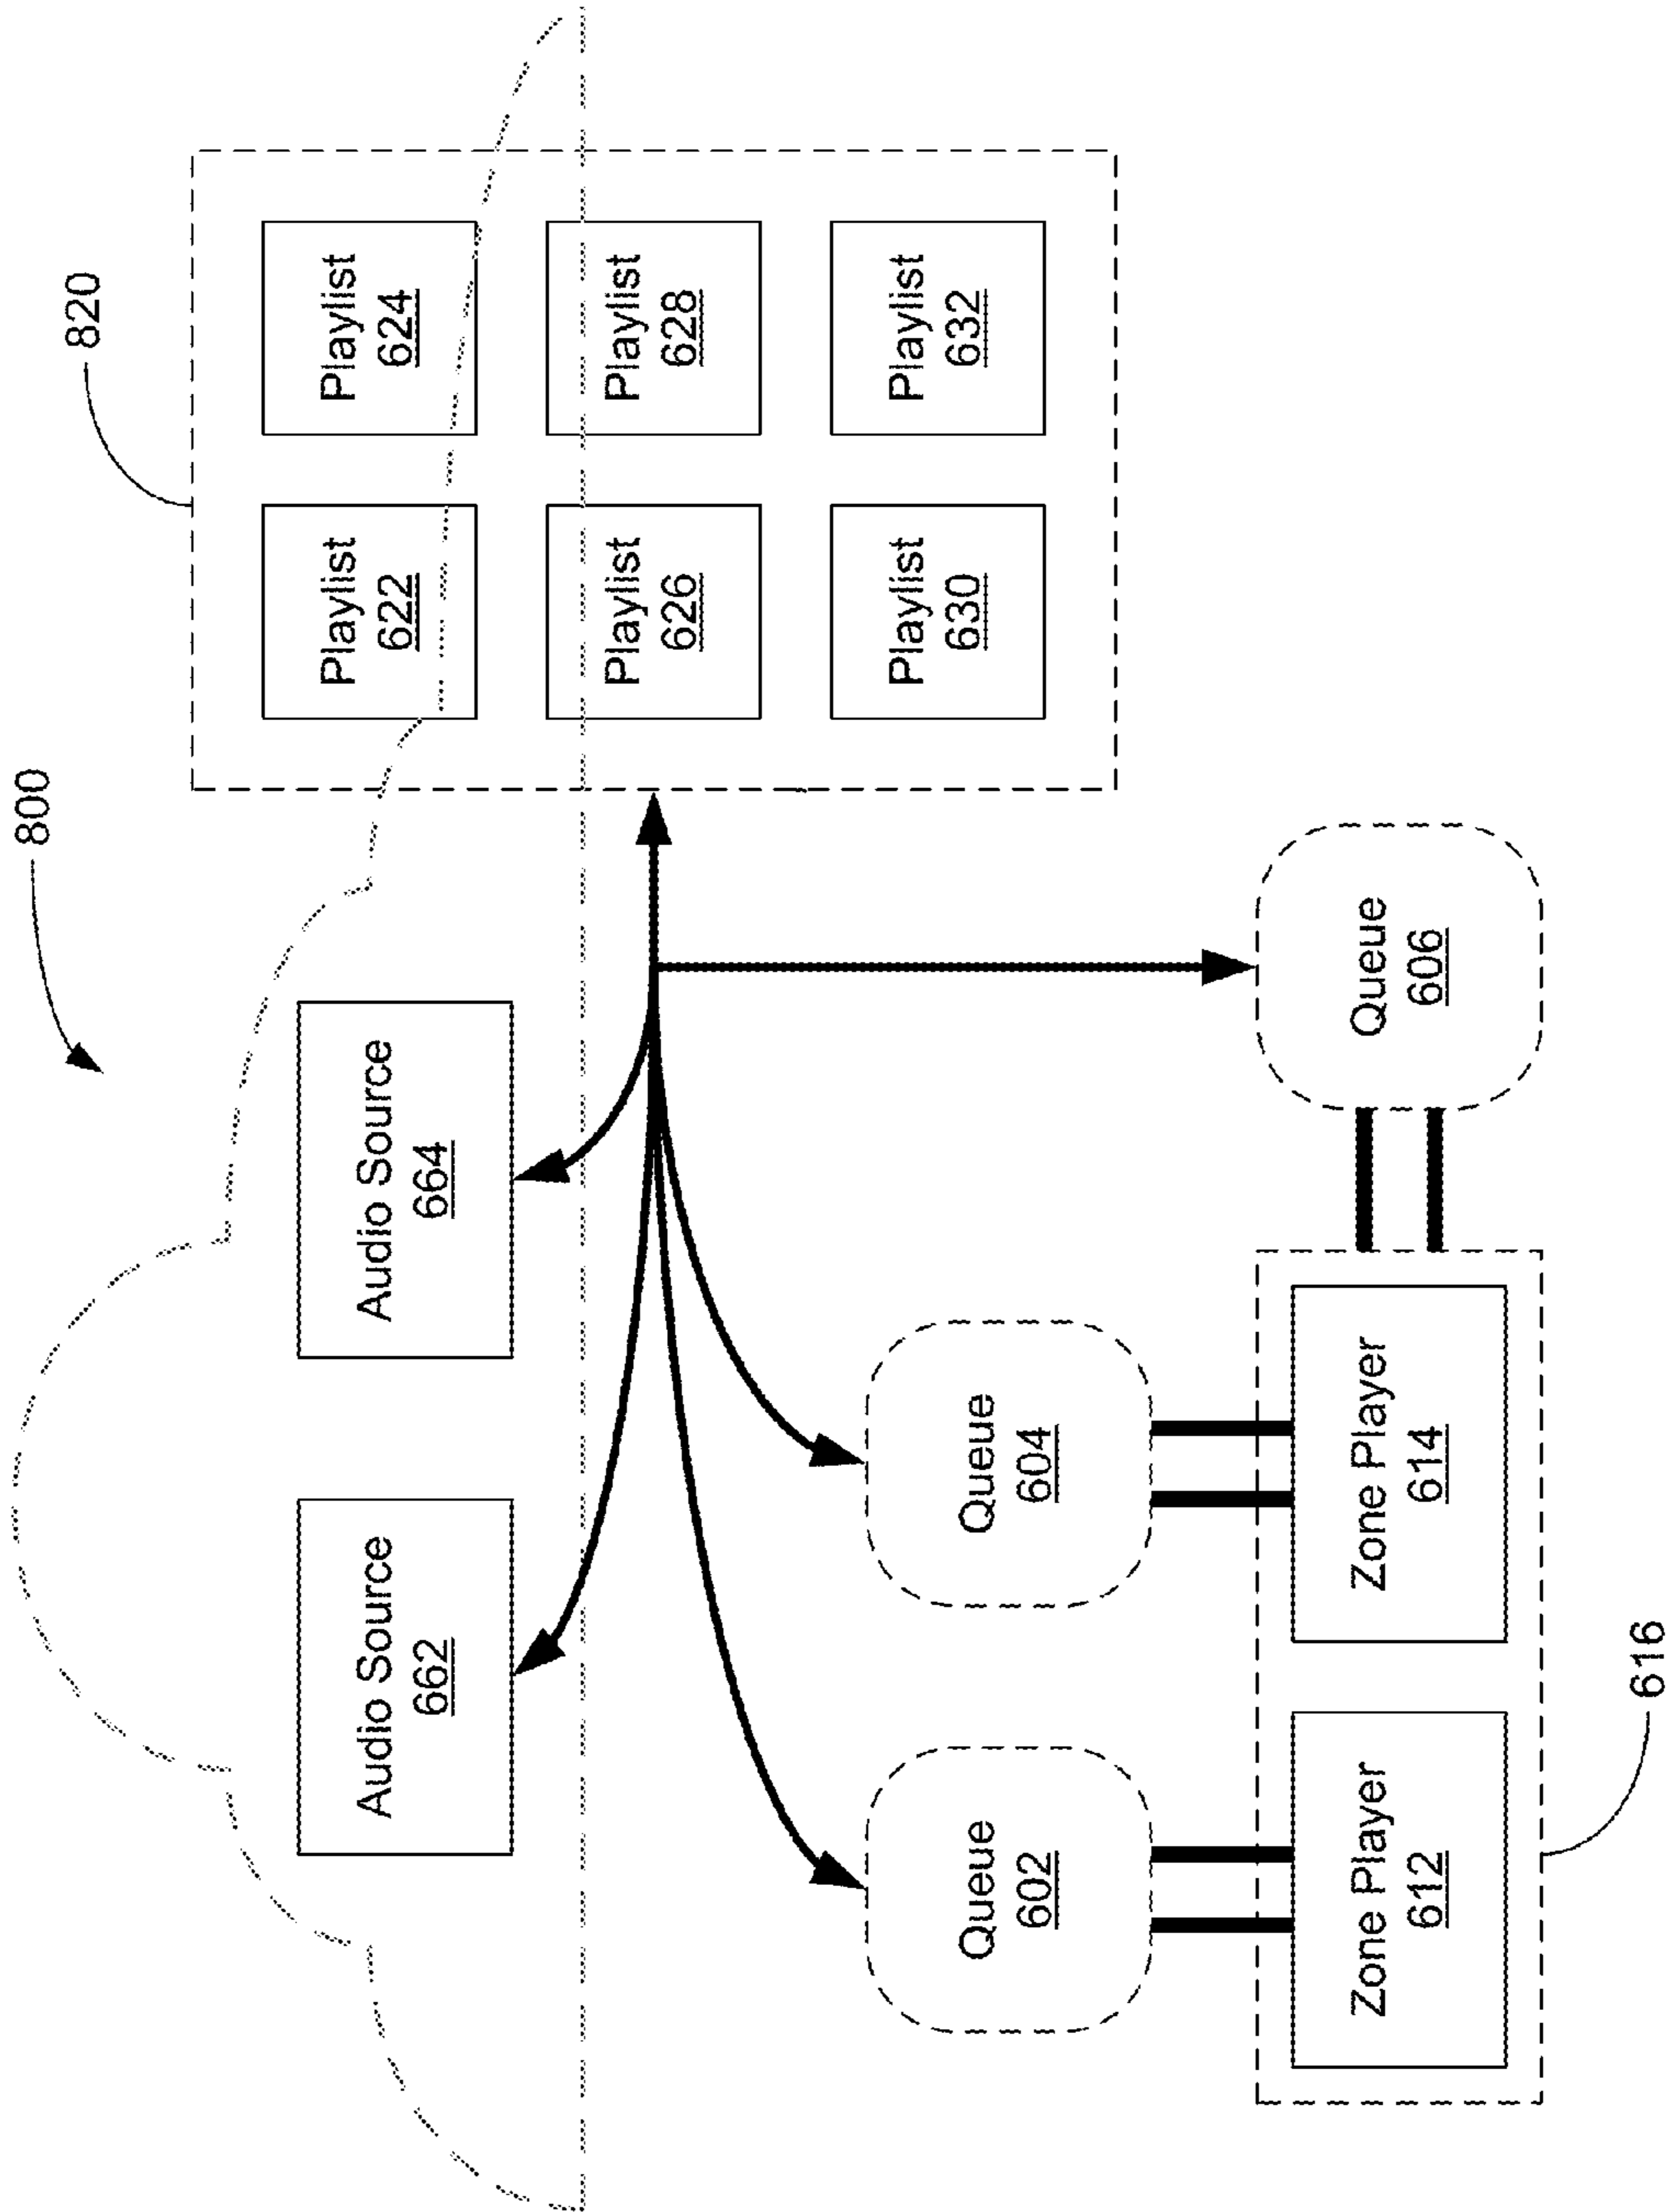 800
820
Audio Source
662
Audio Source
664
Playlist
622
Playlist
624
Playlist
626
Playlist
628
Playlist
630
Playlist
632
Queue
602
Queue
604
Queue
606
Zone Player
612
Zone Player
614
616